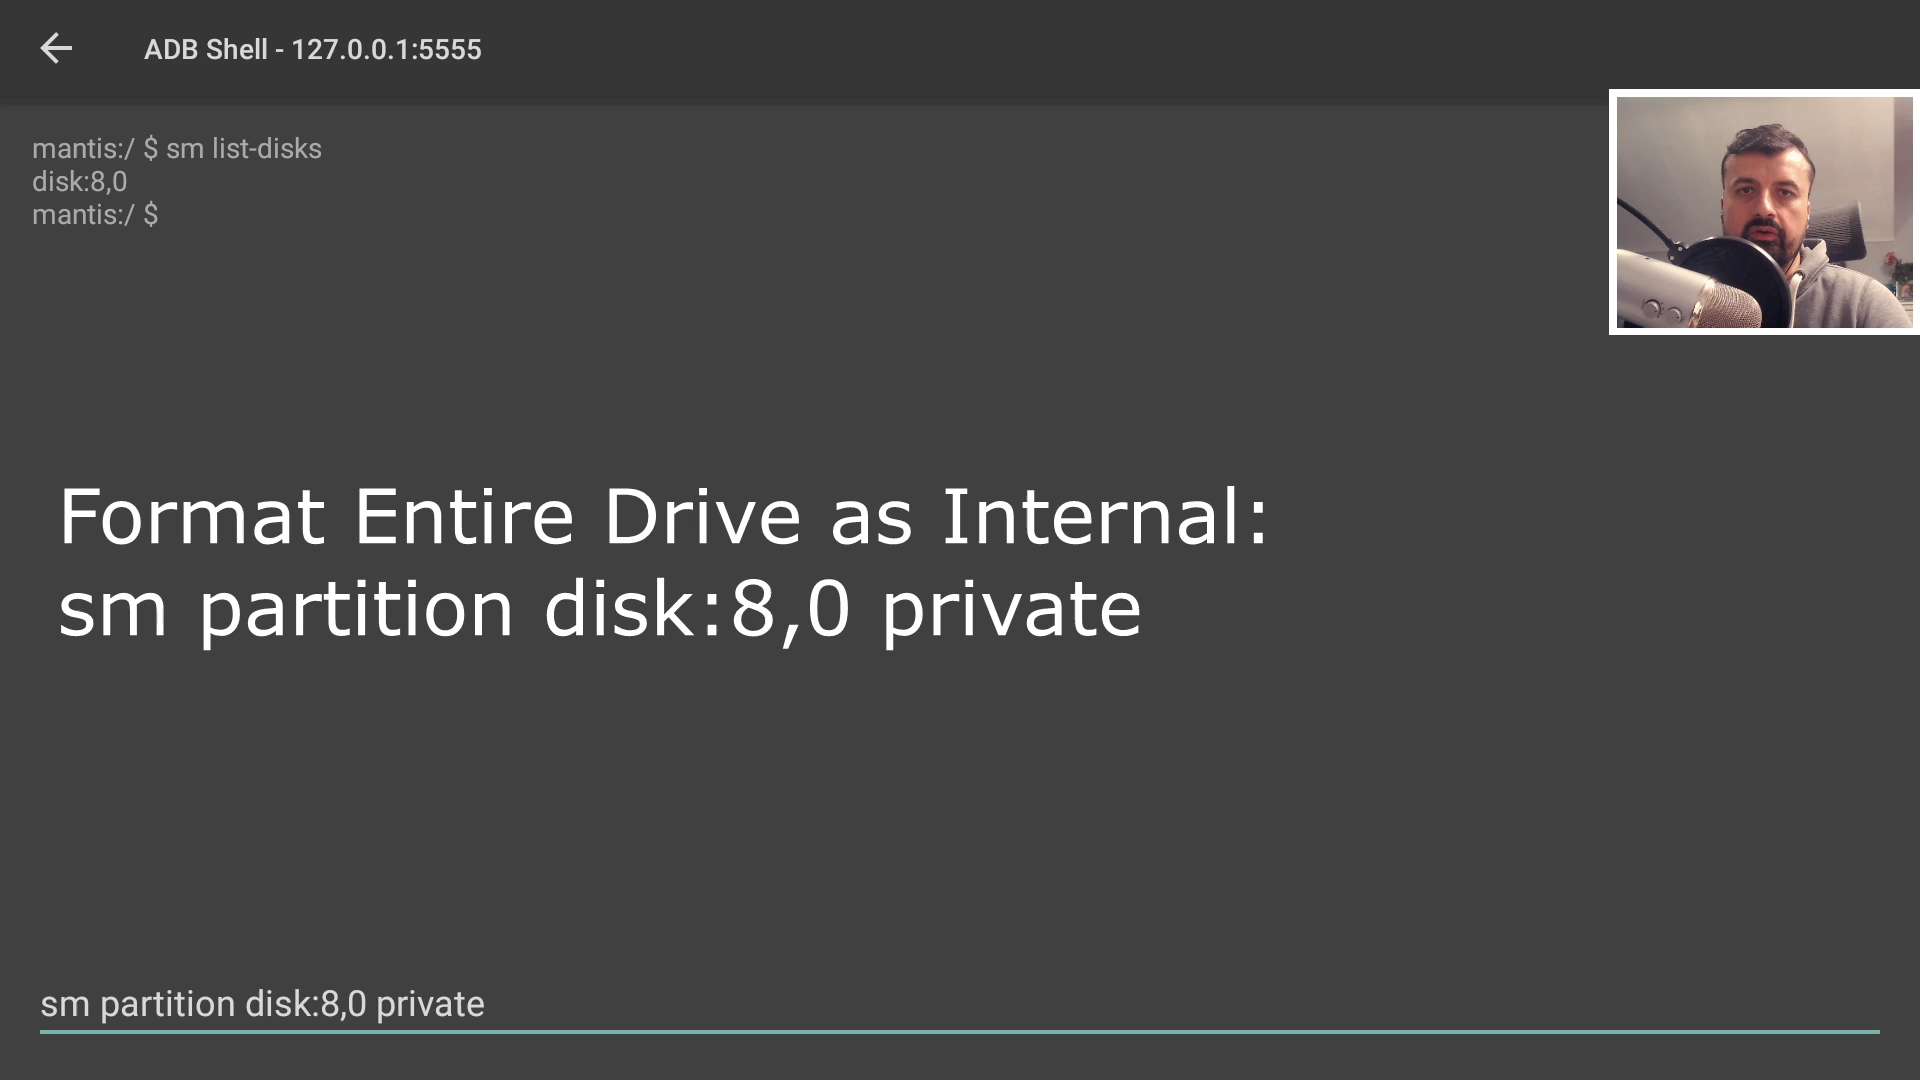 ADB Shell - 127.0.0.1:5555
mantis:/ $ sm list-disks
disk:8,0
mantis:/ $
Format Entire Drive as Internal:
sm partition disk:8,0 private
sm partition disk:8,0 private